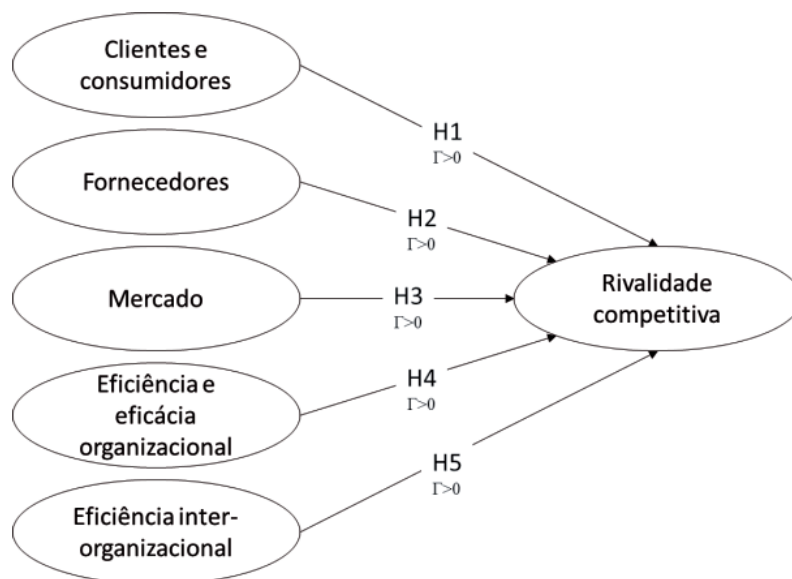 Clientes e
consumidores
H1
Γ>0
Fornecedores
H2
Γ>0
Mercado
H3
Γ>0
Rivalidade
competitiva
Eficiência e
eficácia
organizacional
H4
Γ>0
Eficiência inter-
organizacional
H5
Γ>0